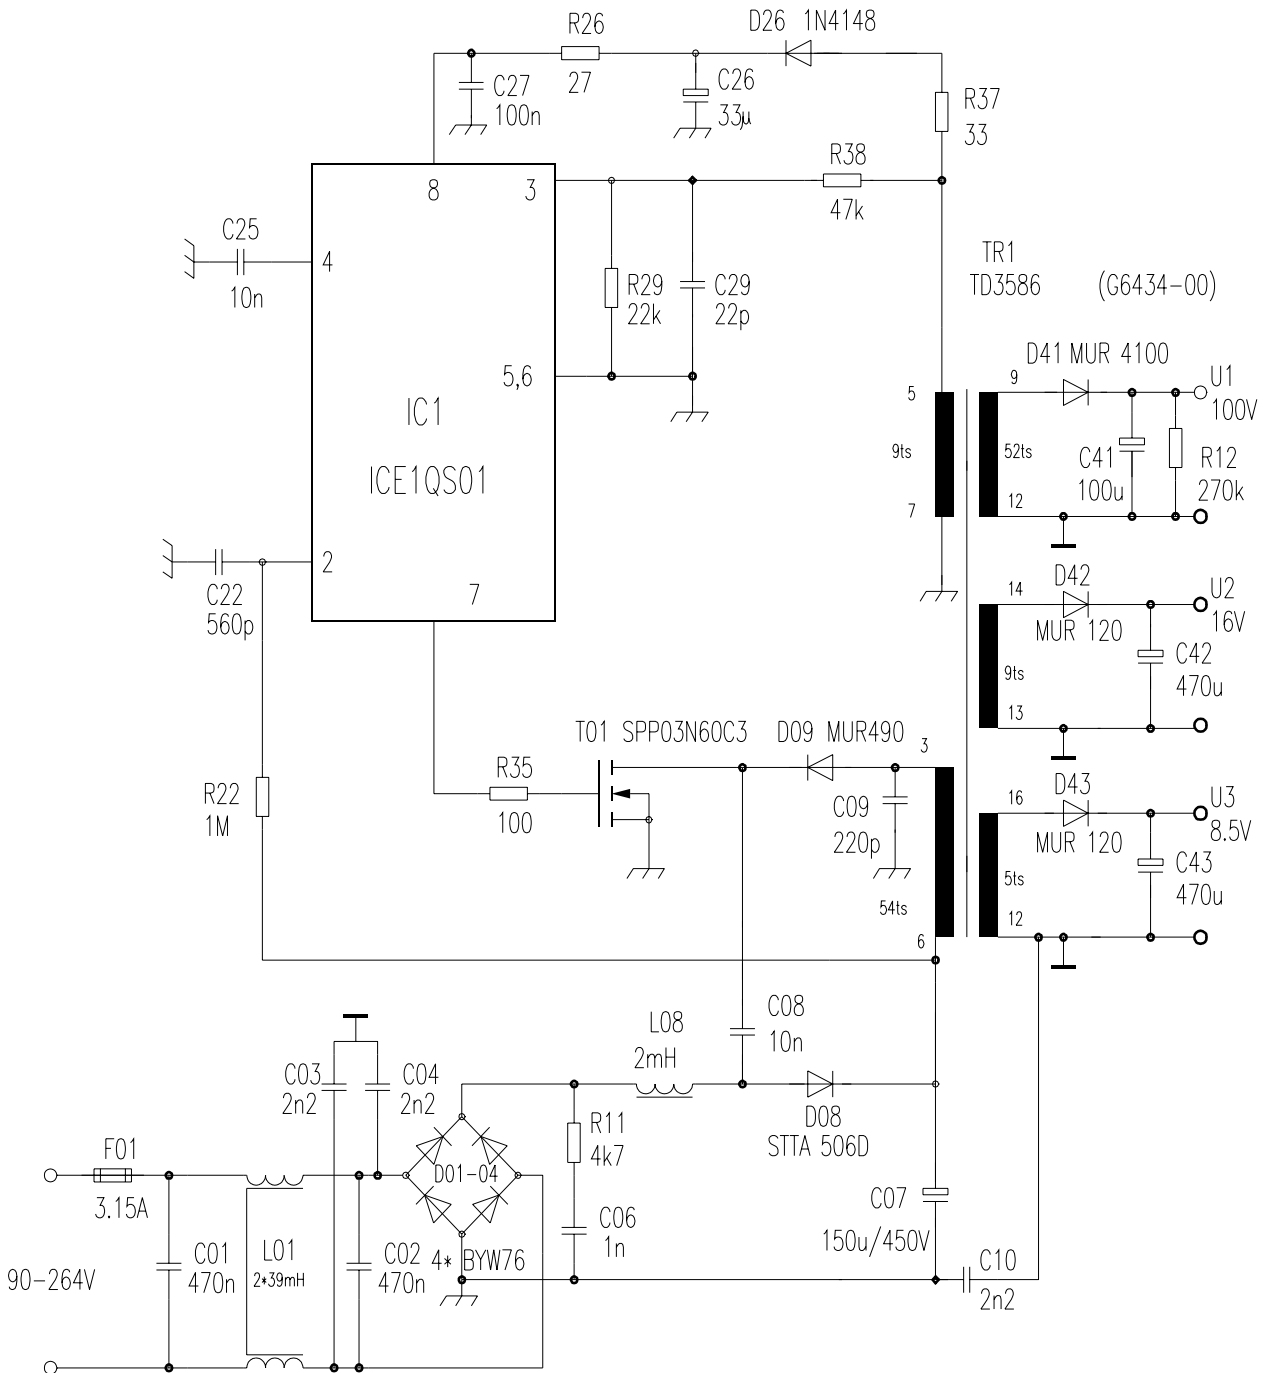 D26 1N4148
R26
27
C27
100n
C26
33µ
R37
33
R38
47k
8
3
C25
10n
4
R29
22k
C29
22p
TR1
TD3586 (G6434-00)
5,6
IC1
ICE1QS01
D41 MUR 4100
5
9
U1
100V
9ts
52ts
C41
100u
R12
270k
7
12
2
C22
560p
7
14
D42
MUR 120
U2
16V
9ts
C42
470u
13
T01 SPP03N60C3
D09 MUR490
3
R35
100
R22
1M
C09
220p
16
D43
MUR 120
U3
8.5V
C43
470u
54ts
5ts
6
12
L08
2mH
C08
10n
C03
2n2
C04
2n2
D08
STTA 506D
R11
4k7
F01
3.15A
D01-04
C07
150u/450V
C06
1n
90-264V
C01
470n
L01
2*39mH
C02
470n
4* BYW76
C10
2n2